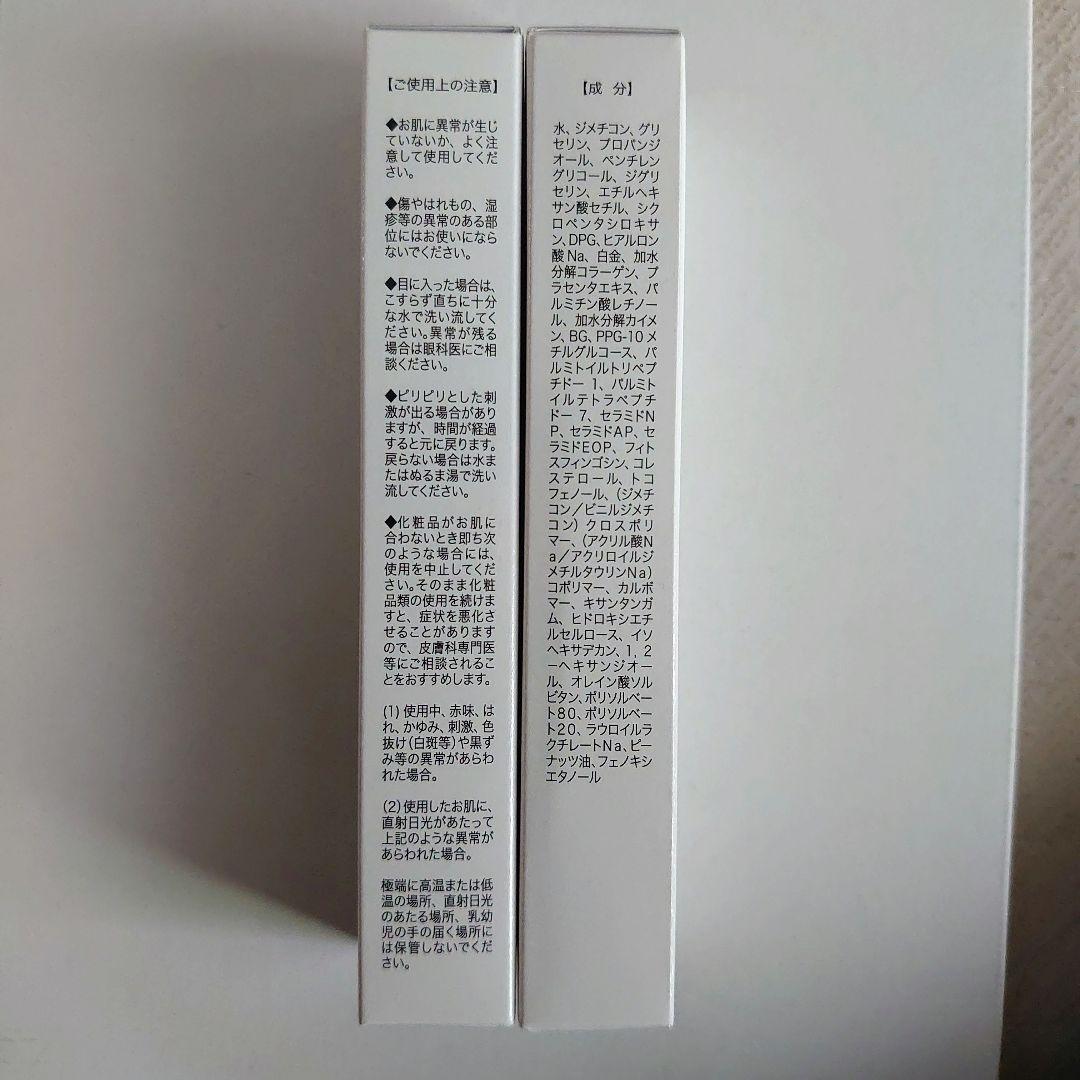 【ご使用上の注意】
◆お肌に異常が生じ
ていないか、よく注
意して使用してくだ
さい。
◆傷やはれもの、湿
疹等の異常のある部
位にはお使いになら
ないでください。
◆目に入った場合は、
こすらず直ちに十分
な水で洗い流してく
ださい。異常が残る
場合は眼科医にご相
談ください。
◆ピリピリとした刺
激が出る場合があり
ますが、時間が経過
すると元に戻ります。
戻らない場合は水ま
たはぬるま湯で洗い
流してください。
◆化粧品がお肌に
合わないとき即ち次
のような場合には、
使用を中止してくだ
さい。そのまま化粧
品類の使用を続けま
すと、症状を悪化さ
せることがあります
ので、皮膚科専門医
等にご相談されるこ
とをおすすめします。
(1) 使用中、赤味、は
れ、かゆみ、刺激、色
抜け(白斑等)や黒ず
み等の異常があらわ
れた場合。
(2) 使用したお肌に、
直射日光があたって
上記のような異常が
あらわれた場合。
極端に高温または低
温の場所、直射日光
のあたる場所、乳幼
児の手の届く場所に
は保管しないでくだ
さい。
【成 分】
水、ジメチコン、グリ
セリン、プロパンジ
オール、ペンチレン
グリコール、ジグリ
セリン、エチルヘキ
サン酸セチル、シク
ロペンタシロキサ
ン、DPG、ヒアルロン
酸Na、白金、加水
分解コラーゲン、プ
ラセンタエキス、パ
ルミチン酸レチノー
ル、加水分解カイメ
ン、BG、PPG-10メ
チルグルコース、パ
ルミトイルトリペプ
チドー 1、パルミト
イルテトラペプチ
ドー 7、セラミドN
P、セラミドAP、セ
ラミドEOP、フィト
スフィンゴシン、コレ
ステロール、トコ
フェノール、(ジメチ
コン／ビニルジメチ
コン) クロスポリ
マー、(アクリル酸N
a／アクリロイルジ
メチルタウリンNa)
コポリマー、カルボ
マー、キサンタンガ
ム、ヒドロキシエチ
ルセルロース、イソ
ヘキサデカン、1, 2
ーヘキサンジオー
ル、オレイン酸ソル
ビタン、ポリソルベー
ト80、ポリソルベー
ト20、ラウロイルラ
クチレートNa、ピー
ナッツ油、フェノキシ
エタノール